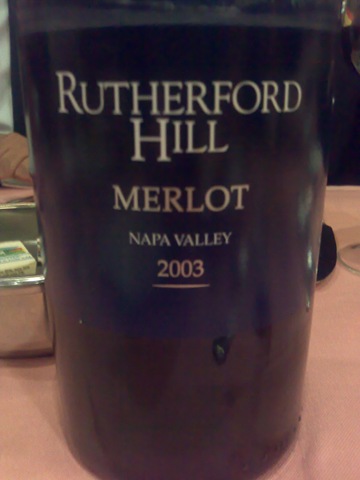 RUTHERFORD
HILL
MERLOT
NAPA VALLEY
2003